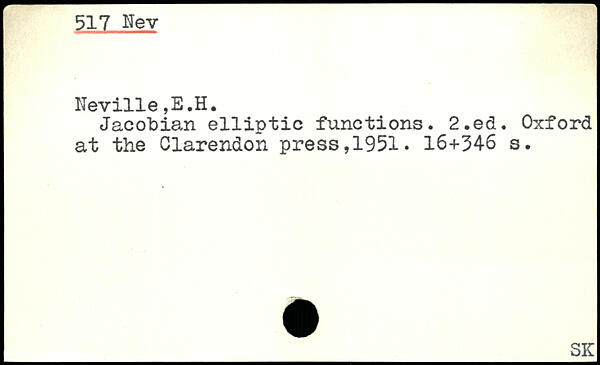 517 Nev
Neville,E.H.
Jacobian elliptic functions. 2.ed. Oxford
at the Clarendon press,1951. 16+346 s.
SK